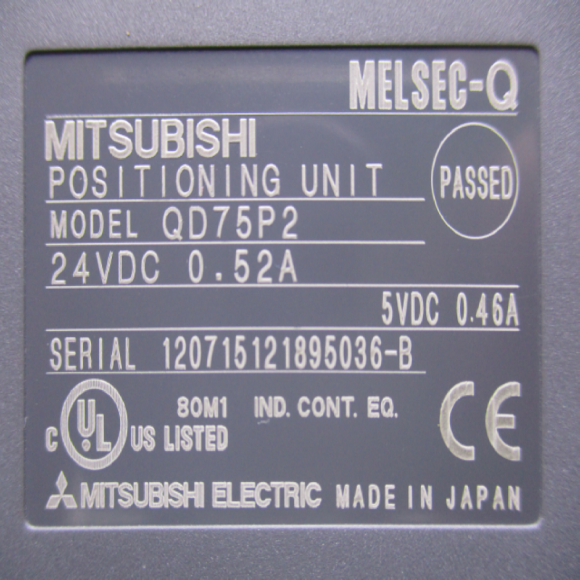 MELSEC-Q
MITSUBISHI
POSITIONING UNIT
PASSED
MODEL QD75P2
24VDC 0.52A
5VDC 0.46A
SERIAL 120715121895036-B
80M1 IND. CONT. EQ.
C UL US LISTED
CE
MITSUBISHI ELECTRIC MADE IN JAPAN